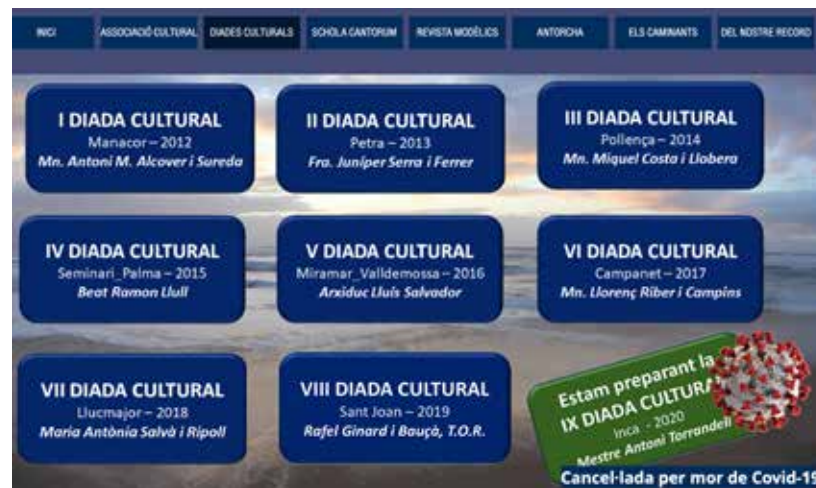 INICI
ASSOCIACIÓ CULTURAL
DIADES CULTURALS
SCHOLA CANTORUM
REVISTA MODÈLICS
ANTORCHA
ELS CAMINANTS
DEL NOSTRE RECORD
I DIADA CULTURAL
Manacor – 2012
Mn. Antoni M. Alcover i Sureda
II DIADA CULTURAL
Petra – 2013
Fra. Juníper Serra i Ferrer
III DIADA CULTURAL
Pollença – 2014
Mn. Miquel Costa i Llobera
IV DIADA CULTURAL
Seminari_Palma – 2015
Beat Ramon Llull
V DIADA CULTURAL
Miramar_Valldemossa – 2016
Arxiduc Lluís Salvador
VI DIADA CULTURAL
Campanet – 2017
Mn. Llorenç Riber i Campins
VII DIADA CULTURAL
Llucmajor – 2018
Maria Antònia Salvà i Ripoll
VIII DIADA CULTURAL
Sant Joan – 2019
Rafel Ginard i Bauçà, T.O.R.
Estam preparant la
IX DIADA CULTURA
Inca - 2020
Mestre Antoni Torrandell
Cancel·lada per mor de Covid-19